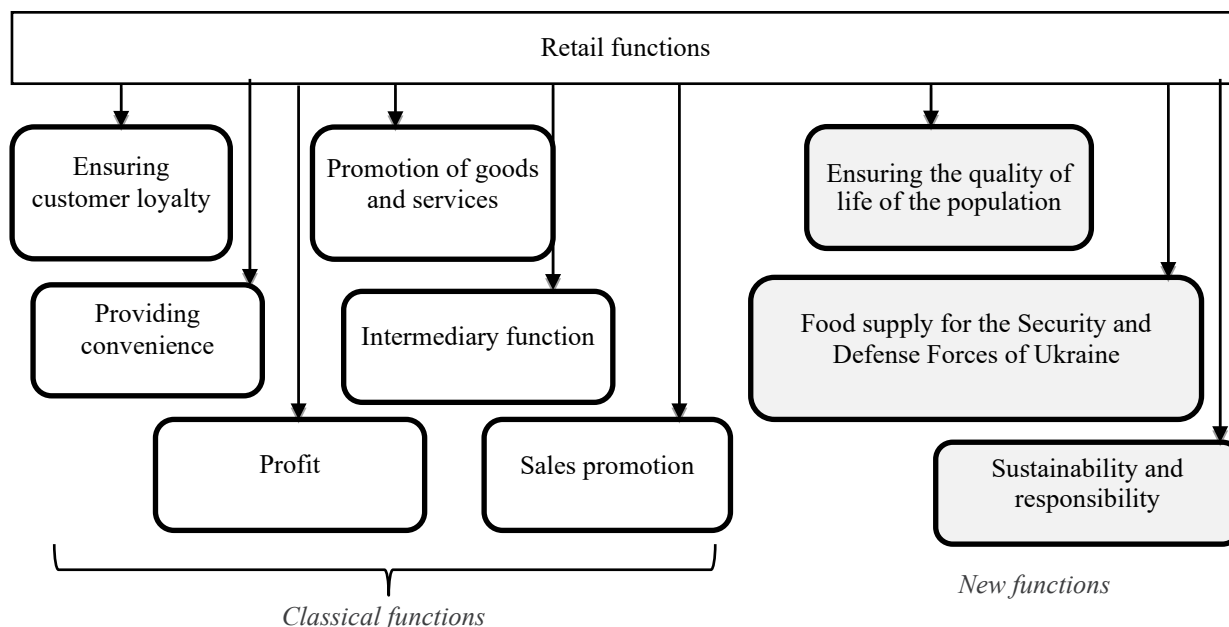 Retail functions
Ensuring
customer loyalty
Promotion of goods
and services
Ensuring the quality of
life of the population
Providing
convenience
Intermediary function
Food supply for the Security and
Defense Forces of Ukraine
Profit
Sales promotion
Sustainability and
responsibility
Classical functions
New functions